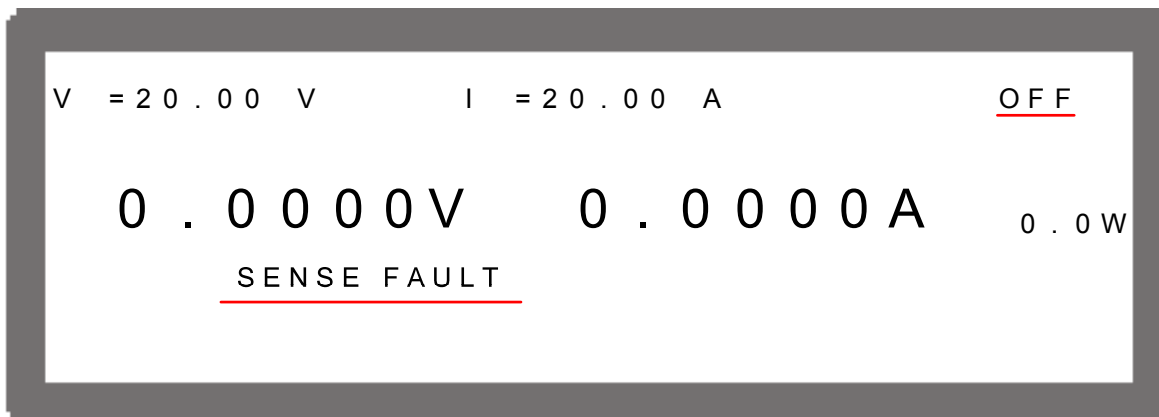 V =20.00 V I =20.00 A OFF
0.0000V 0.0000A 0.0W
SENSE FAULT